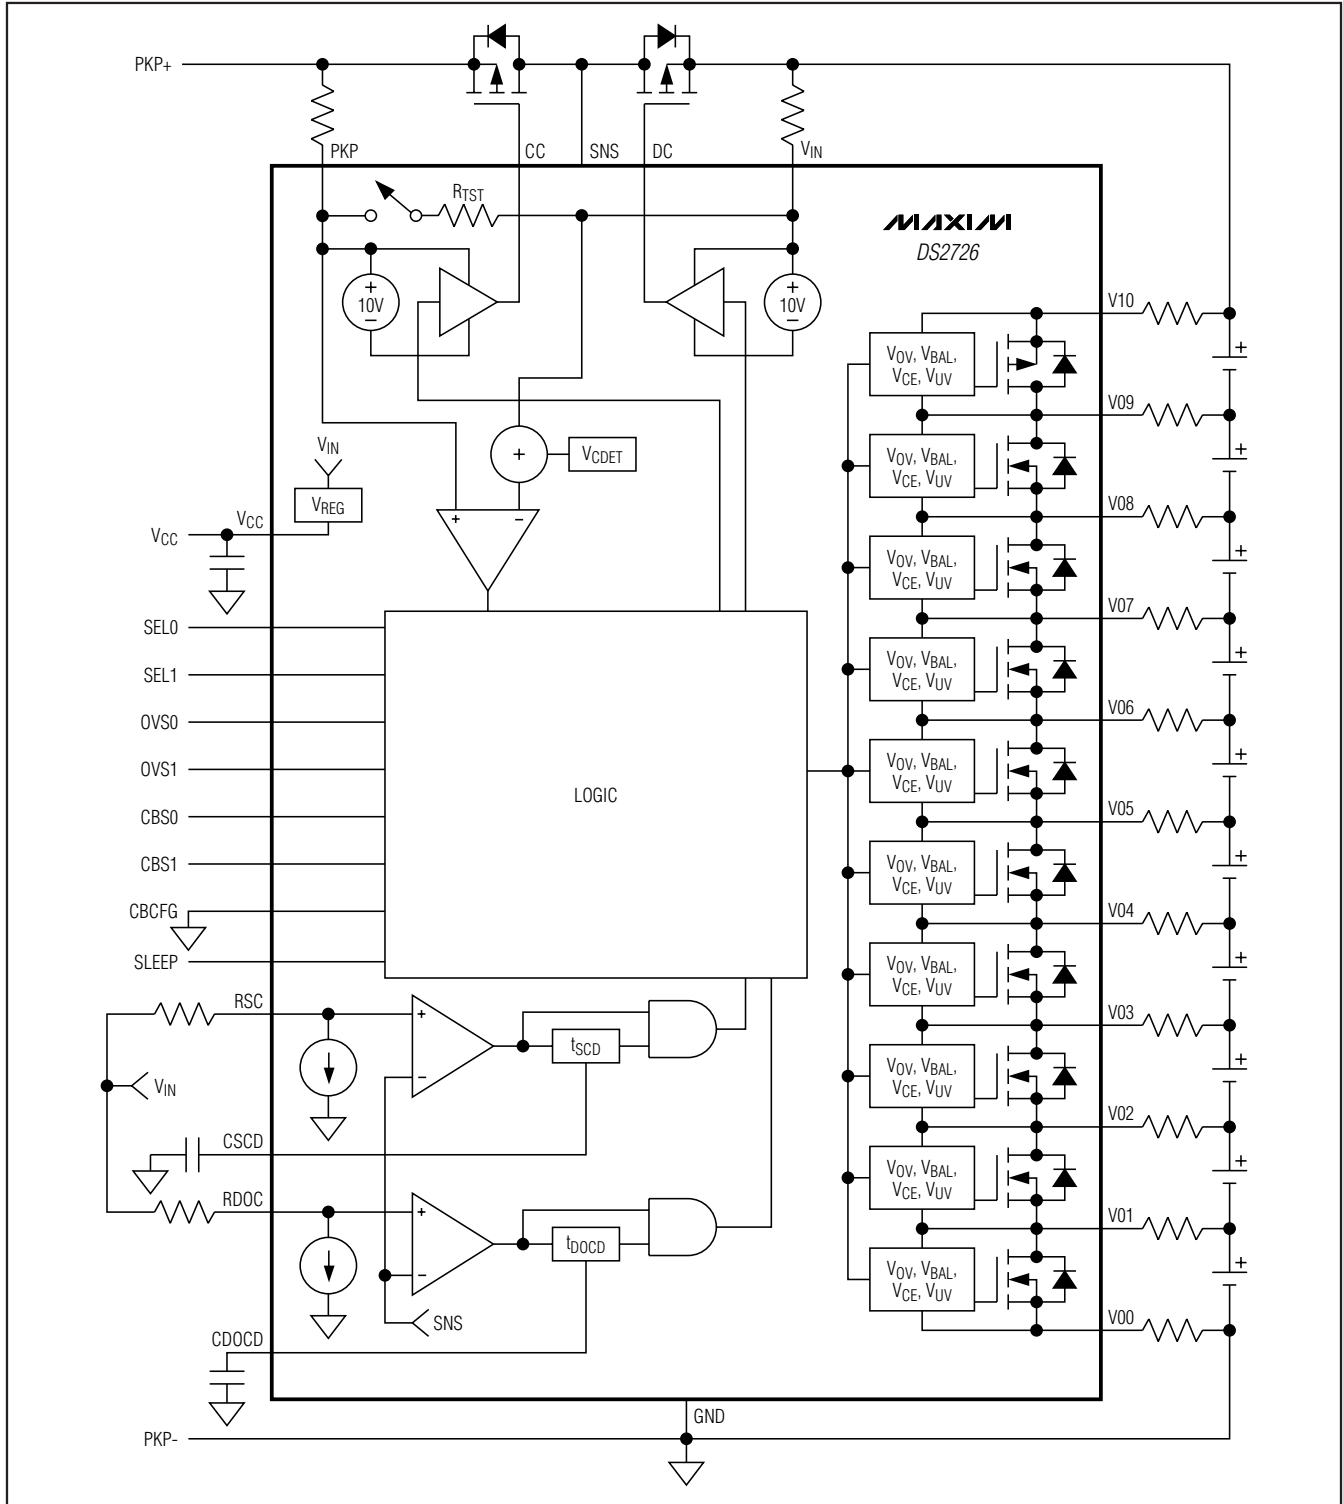 PKP+
PKP
CC
SNS
DC
VIN
RTST
MAXIM
DS2726
+
10V
−
+
10V
−
V10
+
VOV, VBAL,
VCE, VUV
V09
+
VOV, VBAL,
VCE, VUV
VIN
+
VCDET
VREG
V08
+
VCC
VCC
+
−
VOV, VBAL,
VCE, VUV
V07
SEL0
+
VOV, VBAL,
VCE, VUV
SEL1
V06
OVS0
+
VOV, VBAL,
VCE, VUV
OVS1
LOGIC
V05
CBS0
+
VOV, VBAL,
VCE, VUV
CBS1
V04
CBCFG
+
VOV, VBAL,
VCE, VUV
SLEEP
V03
RSC
+
−
tSCD
+
VOV, VBAL,
VCE, VUV
VIN
V02
CSCD
+
VOV, VBAL,
VCE, VUV
RDOC
V01
+
−
tDOCD
+
VOV, VBAL,
VCE, VUV
SNS
V00
CDOCD
GND
PKP-